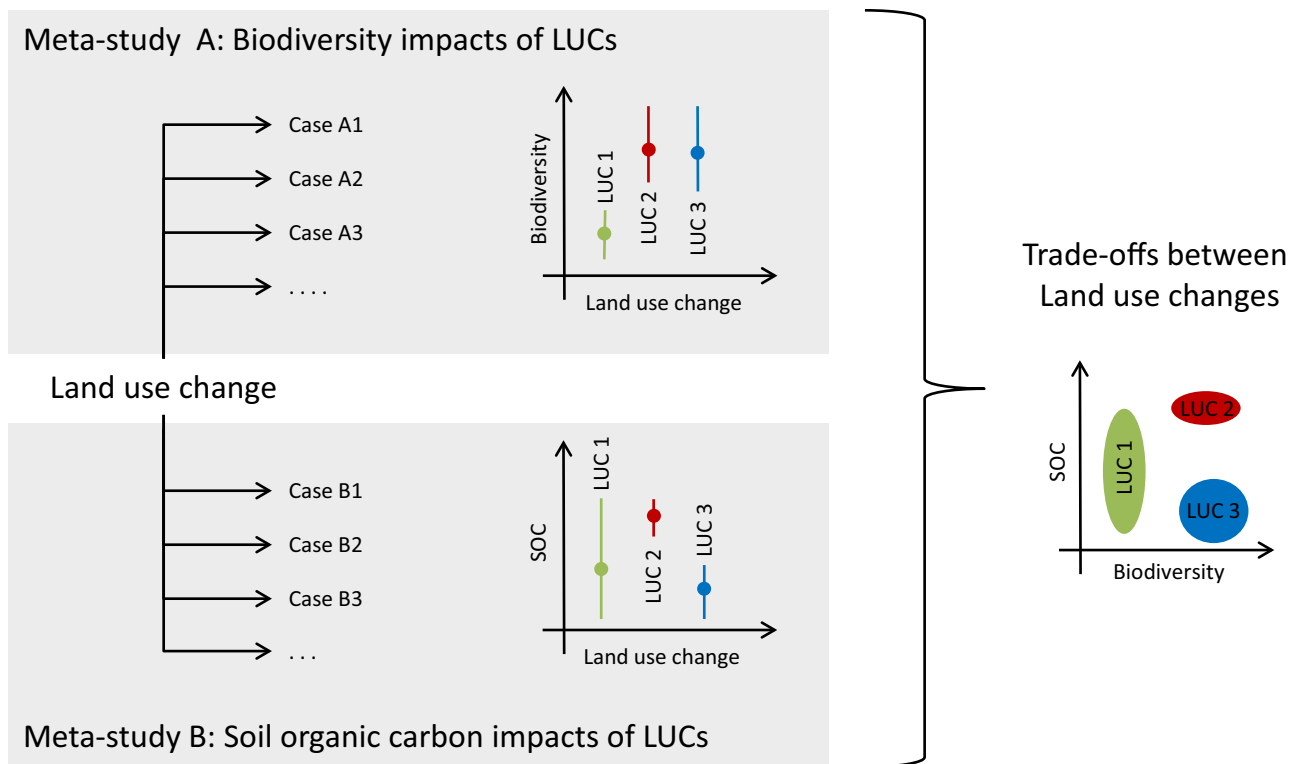 Meta-study A: Biodiversity impacts of LUCs
Case A1
Case A2
Case A3
. . . .
Biodiversity
LUC 1
LUC 2
LUC 3
Land use change
Land use change
Case B1
Case B2
Case B3
. . .
SOC
LUC 1
LUC 2
LUC 3
Land use change
Meta-study B: Soil organic carbon impacts of LUCs
Trade-offs between
Land use changes
SOC
LUC 1
LUC 2
LUC 3
Biodiversity